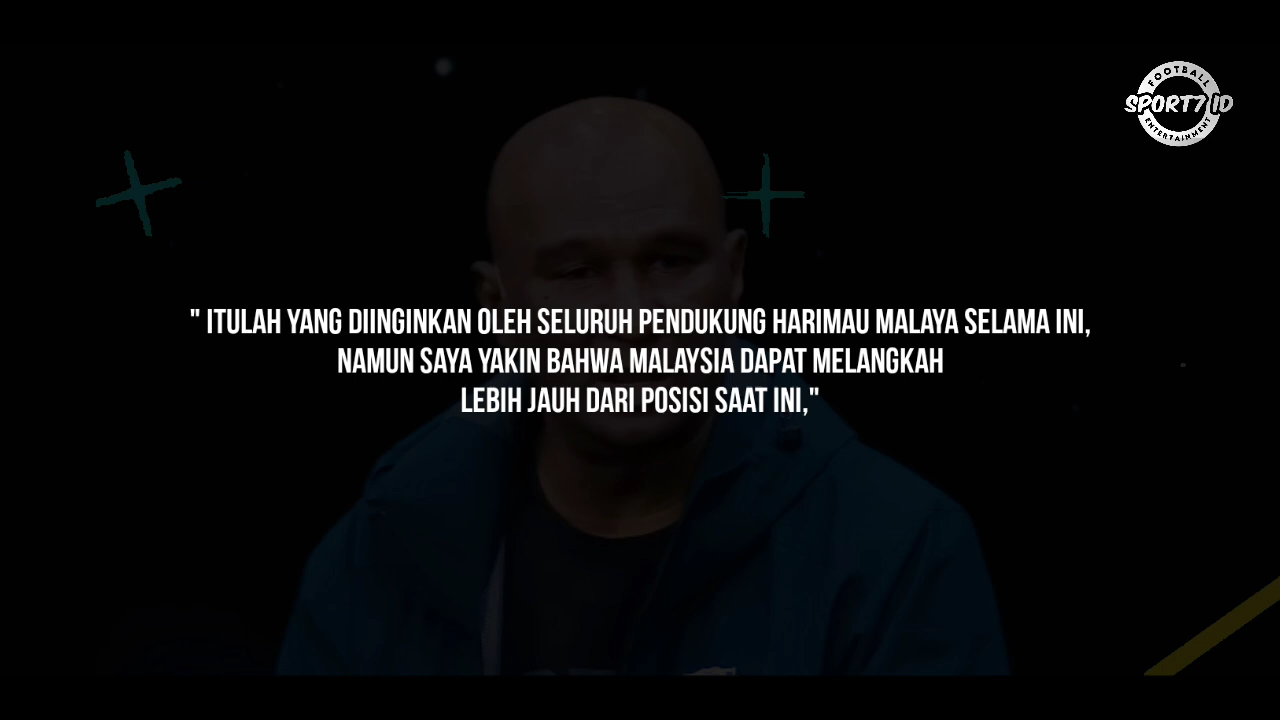 FOOTBALL
SPORT7 ID
ENTERTAINMENT
" ITULAH YANG DIINGINKAN OLEH SELURUH PENDUKUNG HARIMAU MALAYA SELAMA INI,
NAMUN SAYA YAKIN BAHWA MALAYSIA DAPAT MELANGKAH
LEBIH JAUH DARI POSISI SAAT INI,"